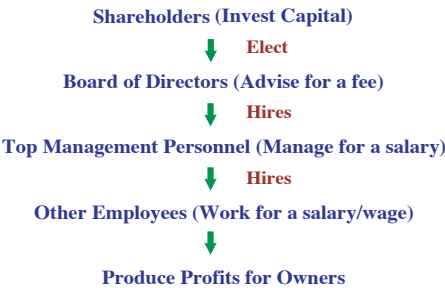 Shareholders (Invest Capital)
Elect
Board of Directors (Advise for a fee)
Hires
Top Management Personnel (Manage for a salary)
Hires
Other Employees (Work for a salary/wage)
Produce Profits for Owners